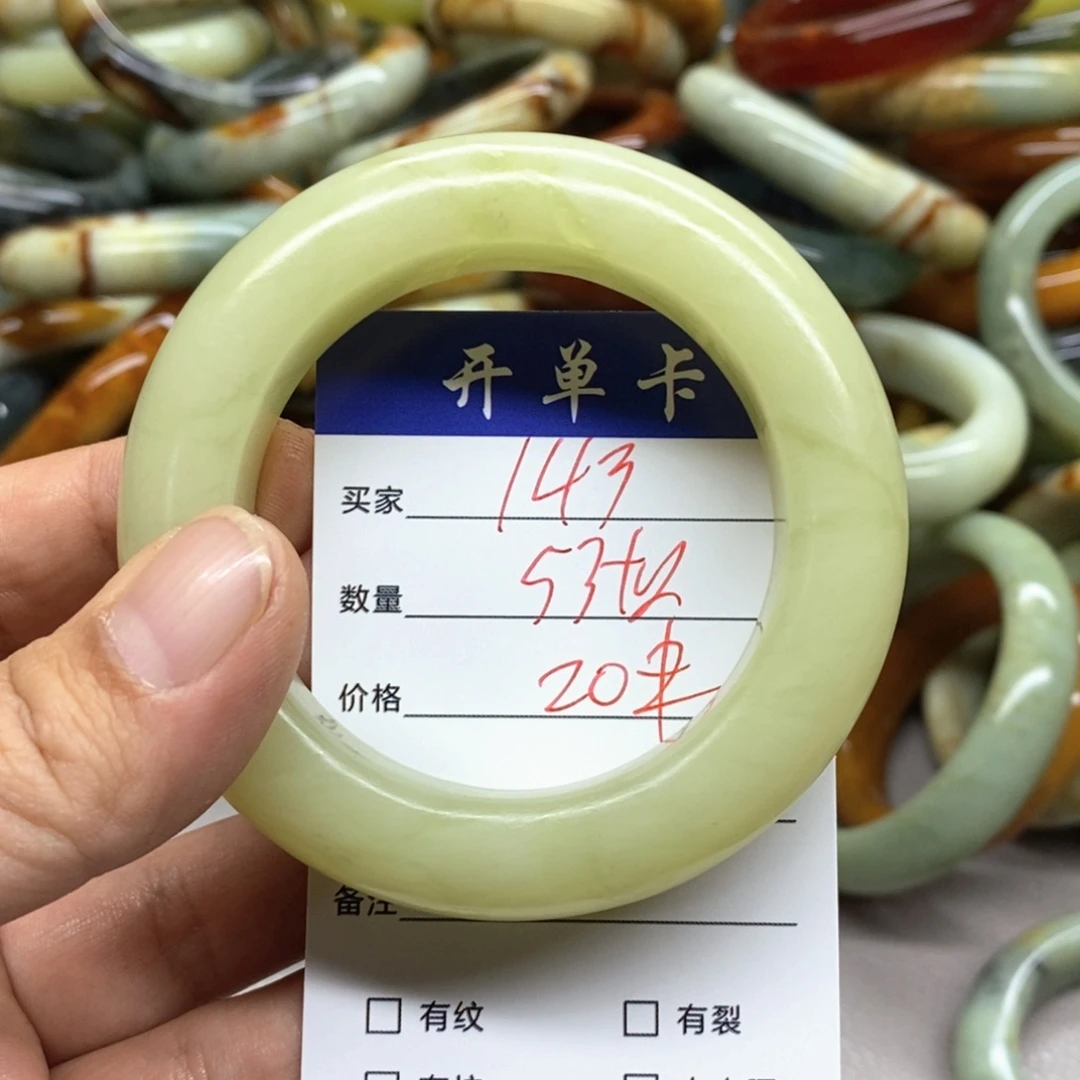 开单卡
买家 143
数量 53
价格 20
备注
有纹
有裂